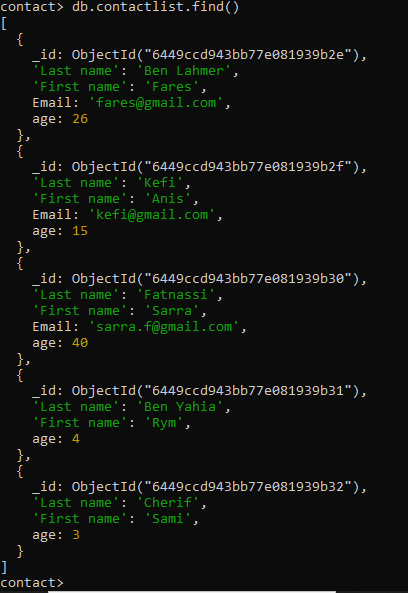 contact> db.contactlist.find()
[
  {
    _id: ObjectId("6449ccd943bb77e081939b2e"),
    'Last name': 'Ben Lahmer',
    'First name': 'Fares',
    Email: 'fares@gmail.com',
    age: 26
  },
  {
    _id: ObjectId("6449ccd943bb77e081939b2f"),
    'Last name': 'Kefi',
    'First name': 'Anis',
    Email: 'kefi@gmail.com',
    age: 15
  },
  {
    _id: ObjectId("6449ccd943bb77e081939b30"),
    'Last name': 'Fatnassi',
    'First name': 'Sarra',
    Email: 'sarra.f@gmail.com',
    age: 40
  },
  {
    _id: ObjectId("6449ccd943bb77e081939b31"),
    'Last name': 'Ben Yahia',
    'First name': 'Rym',
    age: 4
  },
  {
    _id: ObjectId("6449ccd943bb77e081939b32"),
    'Last name': 'Cherif',
    'First name': 'Sami',
    age: 3
  }
]
contact>